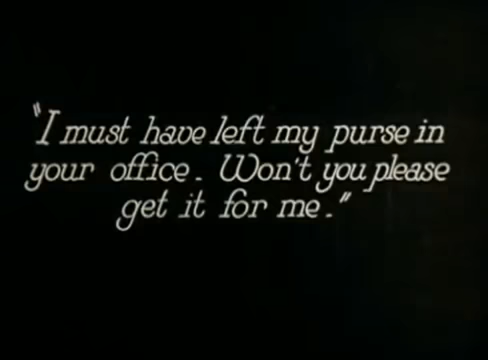 "I must have left my purse in
your office. Won't you please
get it for me."